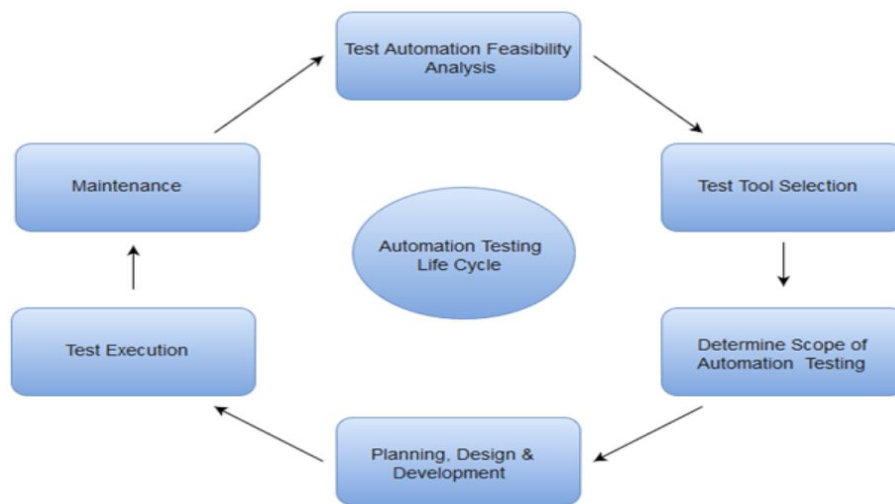 Test Automation Feasibility
Analysis
Test Tool Selection
Determine Scope of
Automation Testing
Planning, Design &
Development
Test Execution
Maintenance
Automation Testing
Life Cycle